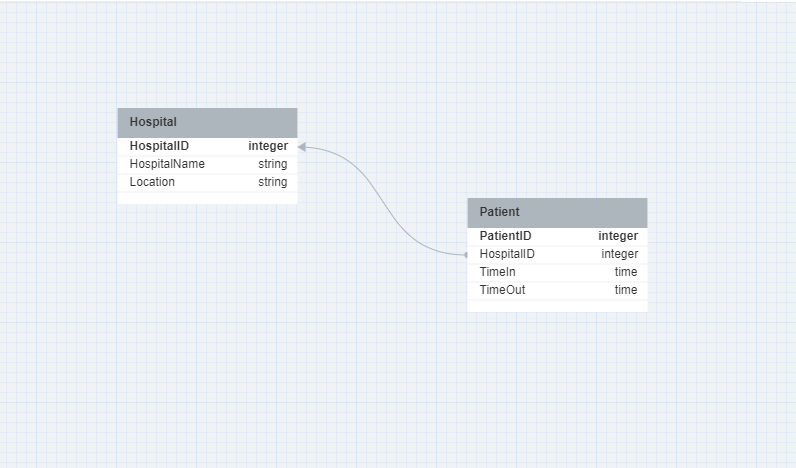 Hospital
HospitalID integer
HospitalName string
Location string
Patient
PatientID integer
HospitalID integer
TimeIn time
TimeOut time